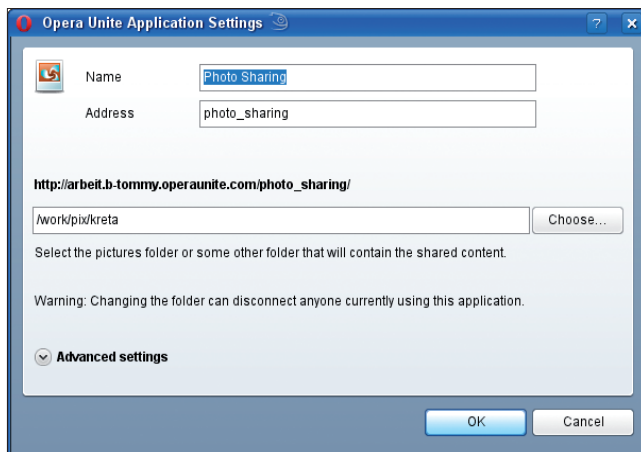 Opera Unite Application Settings
?
Name
Photo Sharing
Address
photo_sharing
http://arbeit.b-tommy.operaunite.com/photo_sharing/
/work/pix/kreta
Choose...
Select the pictures folder or some other folder that will contain the shared content.
Warning: Changing the folder can disconnect anyone currently using this application.
Advanced settings
OK
Cancel